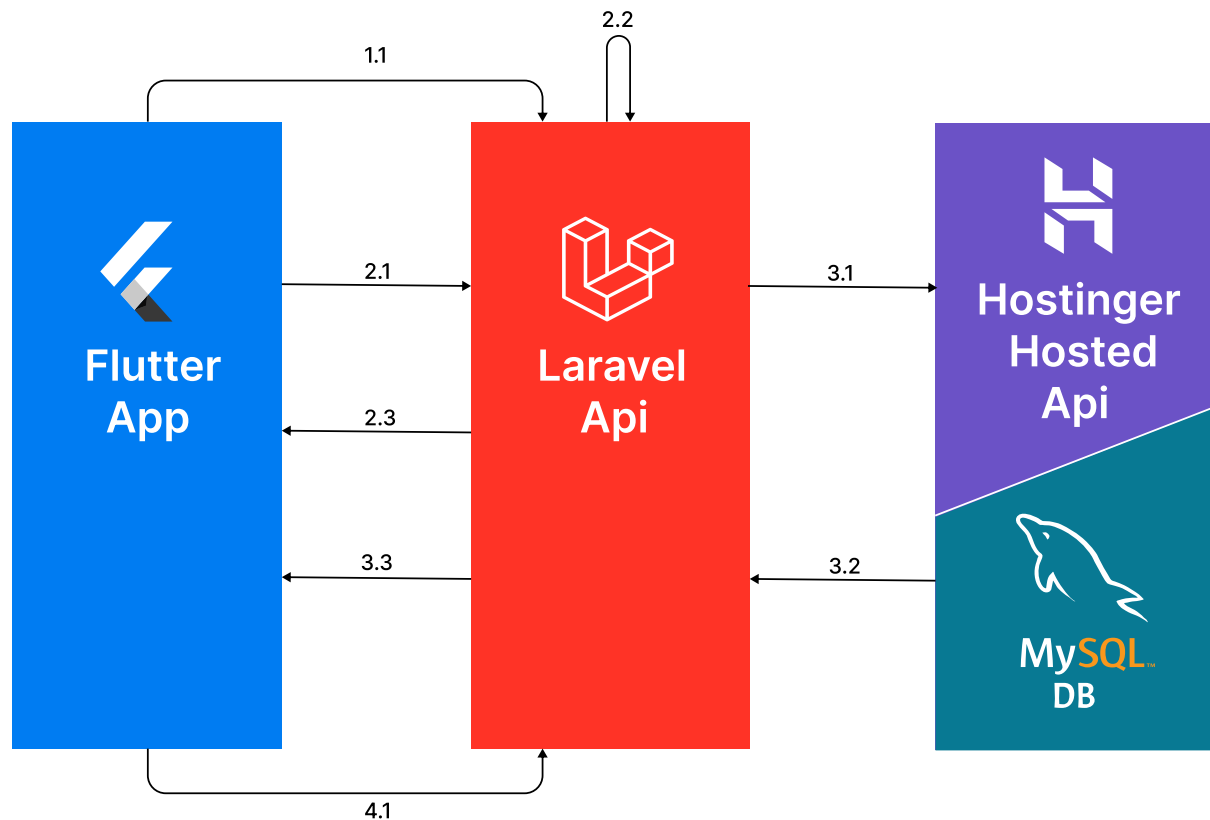 2.2
1.1
2.1
3.1
Flutter
App
Laravel
Api
Hostinger
Hosted
Api
2.3
3.3
3.2
MySQL™
DB
4.1